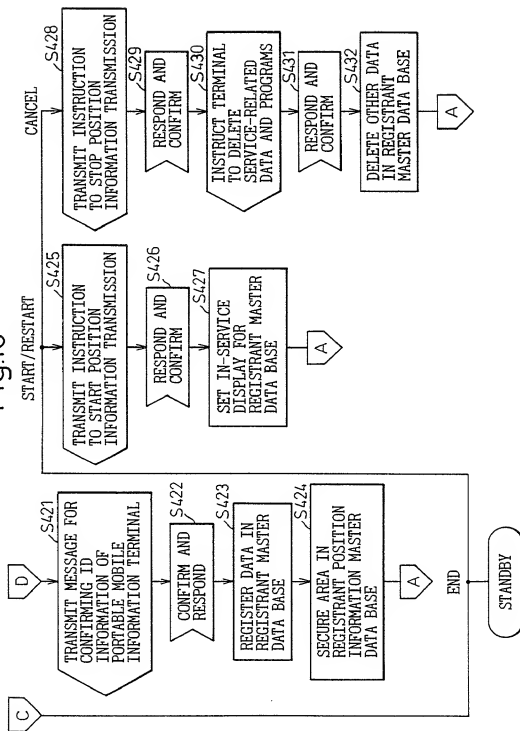 Fig.16
C
D
S421
TRANSMIT MESSAGE FOR
CONFIRMING ID
INFORMATION OF
PORTABLE MOBILE
INFORMATION TERMINAL
S422
CONFIRM AND
RESPOND
S423
REGISTER DATA IN
REGISTRANT MASTER
DATA BASE
S424
SECURE AREA IN
REGISTRANT POSITION
INFORMATION MASTER
DATA BASE
A
START/RESTART
S425
TRANSMIT INSTRUCTION
TO START POSITION
INFORMATION TRANSMISSION
S426
RESPOND AND
CONFIRM
S427
SET IN-SERVICE
DISPLAY FOR
REGISTRANT MASTER
DATA BASE
A
CANCEL
S428
TRANSMIT INSTRUCTION
TO STOP POSITION
INFORMATION TRANSMISSION
S429
RESPOND AND
CONFIRM
S430
INSTRUCT TERMINAL
TO DELETE
SERVICE-RELATED
DATA AND PROGRAMS
S431
RESPOND AND
CONFIRM
S432
DELETE OTHER DATA
IN REGISTRANT
MASTER DATA BASE
A
END
STANDBY